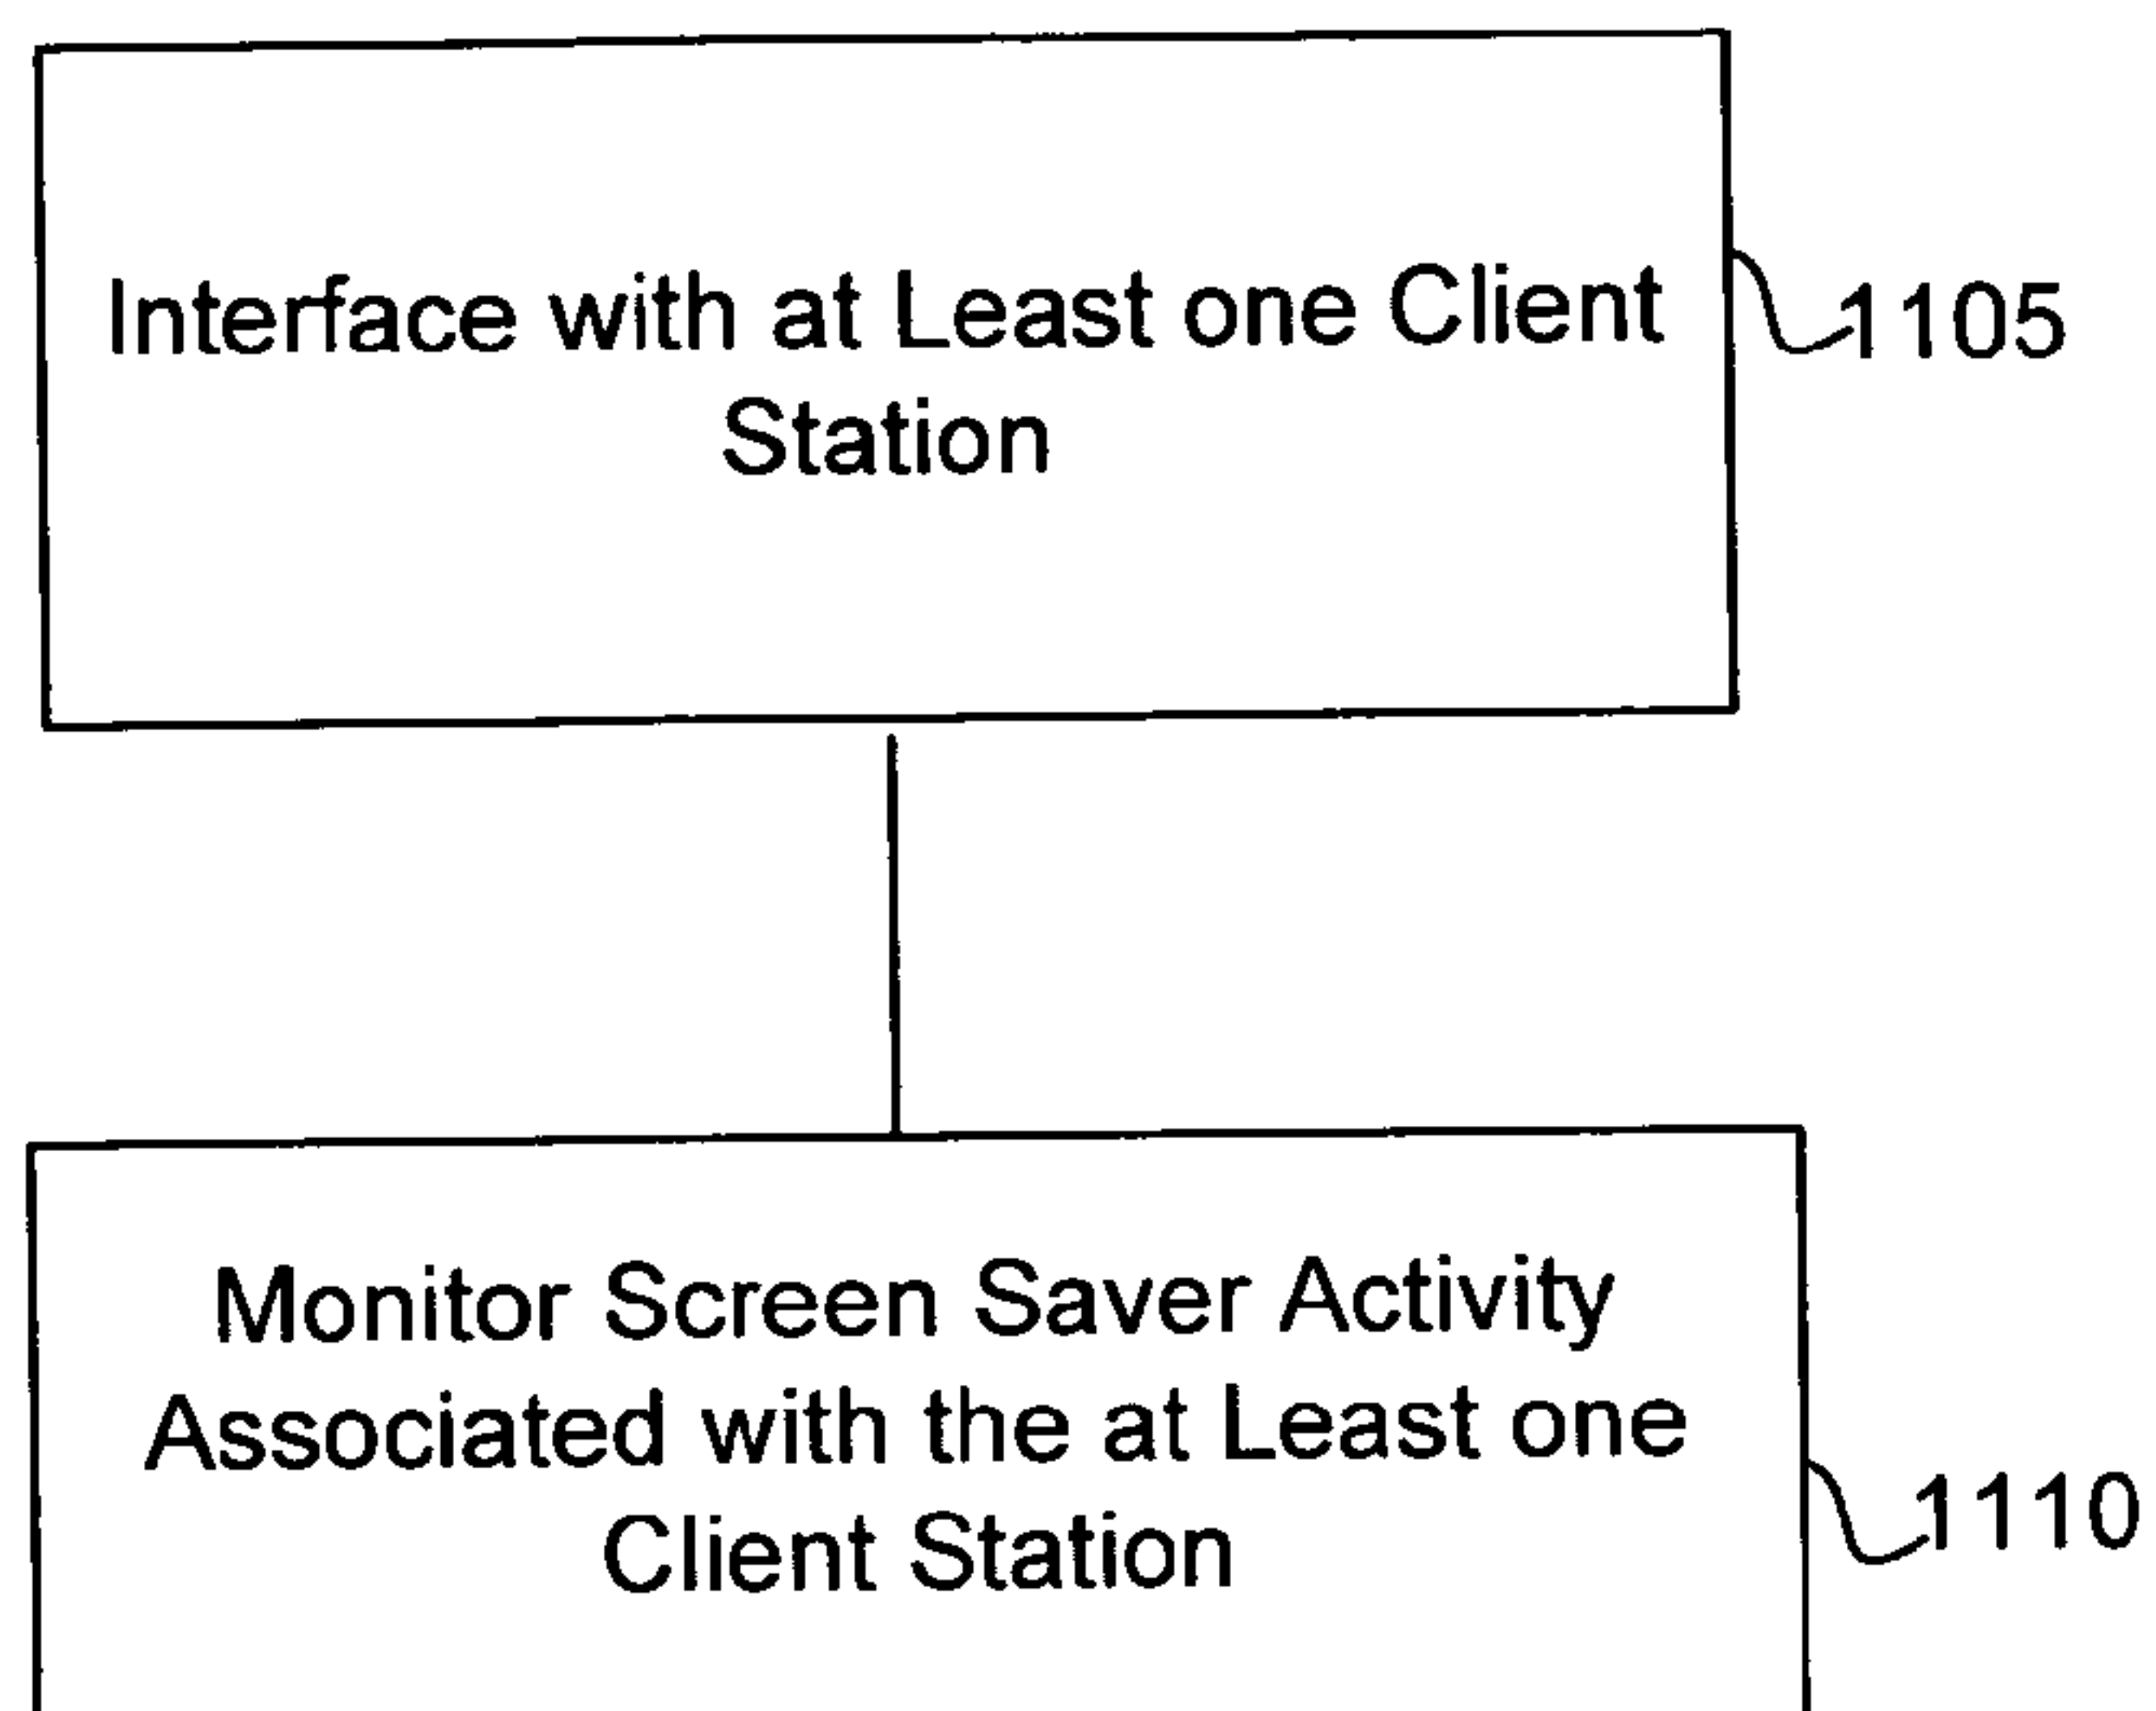 Interface with at Least one Client
Station
1105
Monitor Screen Saver Activity
Associated with the at Least one
Client Station
1110